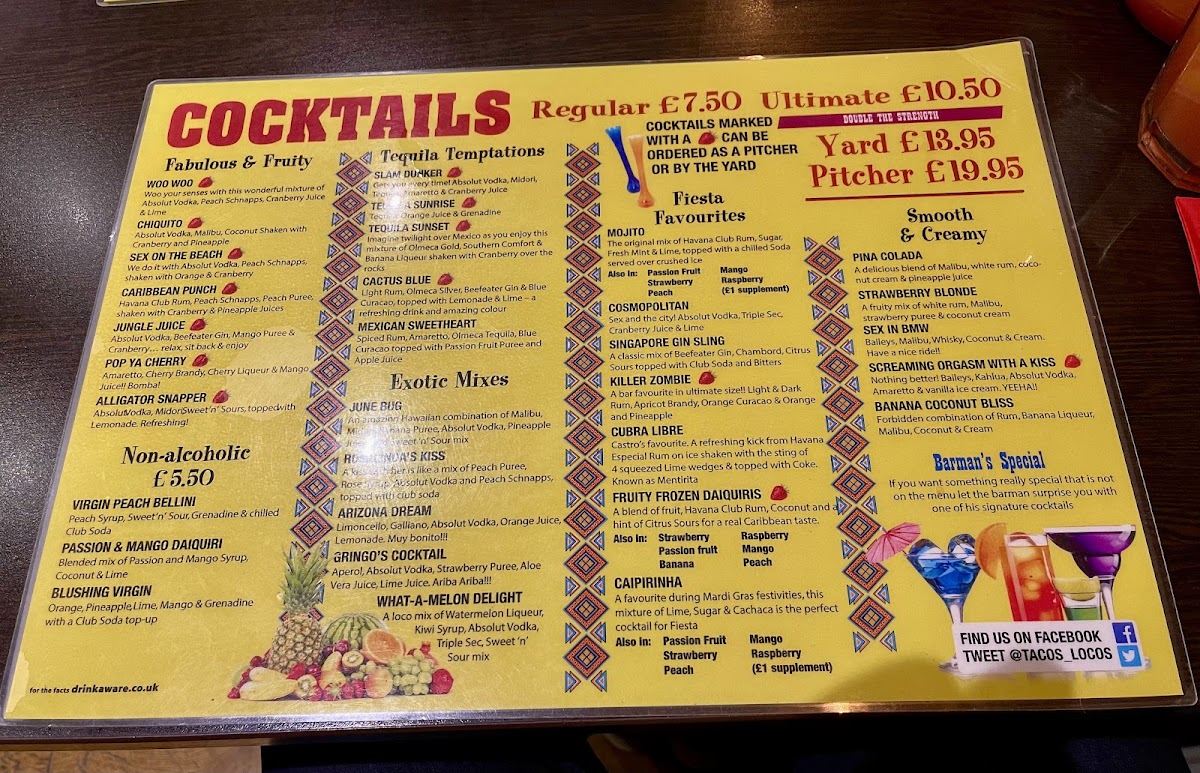 COCKTAILS
Regular £7.50 Ultimate £10.50
DOUBLE THE STRENGTH
Yard £13.95
Pitcher £19.95
COCKTAILS MARKED
WITH A CAN BE
ORDERED AS A PITCHER
OR BY THE YARD
Fabulous & Fruity
WOO WOO
Woo your senses with this wonderful mixture of
Absolut Vodka, Peach Schnapps, Cranberry Juice
& Lime
CHIQUITO
Absolut Vodka, Malibu, Coconut Shaken with
Cranberry and Pineapple
SEX ON THE BEACH
We do it with Absolut Vodka, Peach Schnapps,
shaken with Orange & Cranberry
CARIBBEAN PUNCH
Havana Club Rum, Peach Schnapps, Peach Puree,
shaken with Cranberry & Pineapple Juices
JUNGLE JUICE
Absolut Vodka, Beefeater Gin, Mango Puree &
Cranberry.... relax, sit back & enjoy
POP YA CHERRY
Amaretto, Cherry Brandy, Cherry Liqueur & Mango
Juice!! Bomba!
ALLIGATOR SNAPPER
Absolut Vodka, Midori Sweet 'n' Sours, topped with
Lemonade. Refreshing!
Non-alcoholic
£5.50
VIRGIN PEACH BELLINI
Peach Syrup, Sweet 'n' Sour, Grenadine & chilled
Club Soda
PASSION & MANGO DAIQUIRI
Blended mix of Passion and Mango Syrup,
Coconut & Lime
BLUSHING VIRGIN
Orange, Pineapple, Lime, Mango & Grenadine
with a Club Soda top-up
for the facts drinkaware.co.uk
Tequila Temptations
SLAM DUNKER
Gets you every time! Absolut Vodka, Midori,
Tequila, Amaretto & Cranberry Juice
TEQUILA SUNRISE
Tequila, Orange Juice & Grenadine
TEQUILA SUNSET
Imagine twilight over Mexico as you enjoy this
mixture of Olmeca Gold, Southern Comfort &
Banana Liqueur shaken with Cranberry over the
rocks
CACTUS BLUE
Light Rum, Olmeca Silver, Beefeater Gin & Blue
Curacao, topped with Lemonade & Lime – a
refreshing drink and amazing colour
MEXICAN SWEETHEART
Spiced Rum, Amaretto, Olmeca Tequila, Blue
Curacao topped with Passion Fruit Puree and
Apple Juice
Exotic Mixes
JUNE BUG
An amazing Hawaiian combination of Malibu,
Banana Puree, Absolut Vodka, Pineapple
Sweet 'n' Sour mix
ROSALINDA'S KISS
A kiss is like a mix of Peach Puree,
Rose Syrup, Absolut Vodka and Peach Schnapps,
topped with club soda
ARIZONA DREAM
Limoncello, Galliano, Absolut Vodka, Orange Juice,
Lemonade. Muy bonito!!!
GRINGO'S COCKTAIL
Aperol, Absolut Vodka, Strawberry Puree, Aloe
Vera Juice, Lime Juice. Ariba Ariba!!!
WHAT-A-MELON DELIGHT
A loco mix of Watermelon Liqueur,
Kiwi Syrup, Absolut Vodka,
Triple Sec, Sweet 'n'
Sour mix
Fiesta
Favourites
MOJITO
The original mix of Havana Club Rum, Sugar,
Fresh Mint & Lime, topped with a chilled Soda
served over crushed ice
Also In: Passion Fruit Mango
Strawberry Raspberry
Peach (£1 supplement)
COSMOPOLITAN
Sex and the city! Absolut Vodka, Triple Sec,
Cranberry Juice & Lime
SINGAPORE GIN SLING
A classic mix of Beefeater Gin, Chambord, Citrus
Sours topped with Club Soda and Bitters
KILLER ZOMBIE
A bar favourite in ultimate size!! Light & Dark
Rum, Apricot Brandy, Orange Curacao & Orange
and Pineapple
CUBRA LIBRE
Castro's favourite. A refreshing kick from Havana
Especial Rum on ice shaken with the sting of
4 squeezed Lime wedges & topped with Coke.
Known as Mentirita
FRUITY FROZEN DAIQUIRIS
A blend of fruit, Havana Club Rum, Coconut and a
hint of Citrus Sours for a real Caribbean taste.
Also In: Strawberry Raspberry
Passion fruit Mango
Banana Peach
CAIPIRINHA
A favourite during Mardi Gras festivities, this
mixture of Lime, Sugar & Cachaca is the perfect
cocktail for Fiesta
Also In: Passion Fruit Mango
Strawberry Raspberry
Peach (£1 supplement)
Smooth
& Creamy
PINA COLADA
A delicious blend of Malibu, white rum, coco-
nut cream & pineapple juice
STRAWBERRY BLONDE
A fruity mix of white rum, Malibu,
strawberry puree & coconut cream
SEX IN BMW
Baileys, Malibu, Whisky, Coconut & Cream.
Have a nice ride!!
SCREAMING ORGASM WITH A KISS
Nothing better! Baileys, Kahlua, Absolut Vodka,
Amaretto & vanilla ice cream. YEEHA!!
BANANA COCONUT BLISS
Forbidden combination of Rum, Banana Liqueur,
Malibu, Coconut & Cream
Barman's Special
If you want something really special that is not
on the menu let the barman surprise you with
one of his signature cocktails
FIND US ON FACEBOOK f
TWEET @TACOS_LOCOS